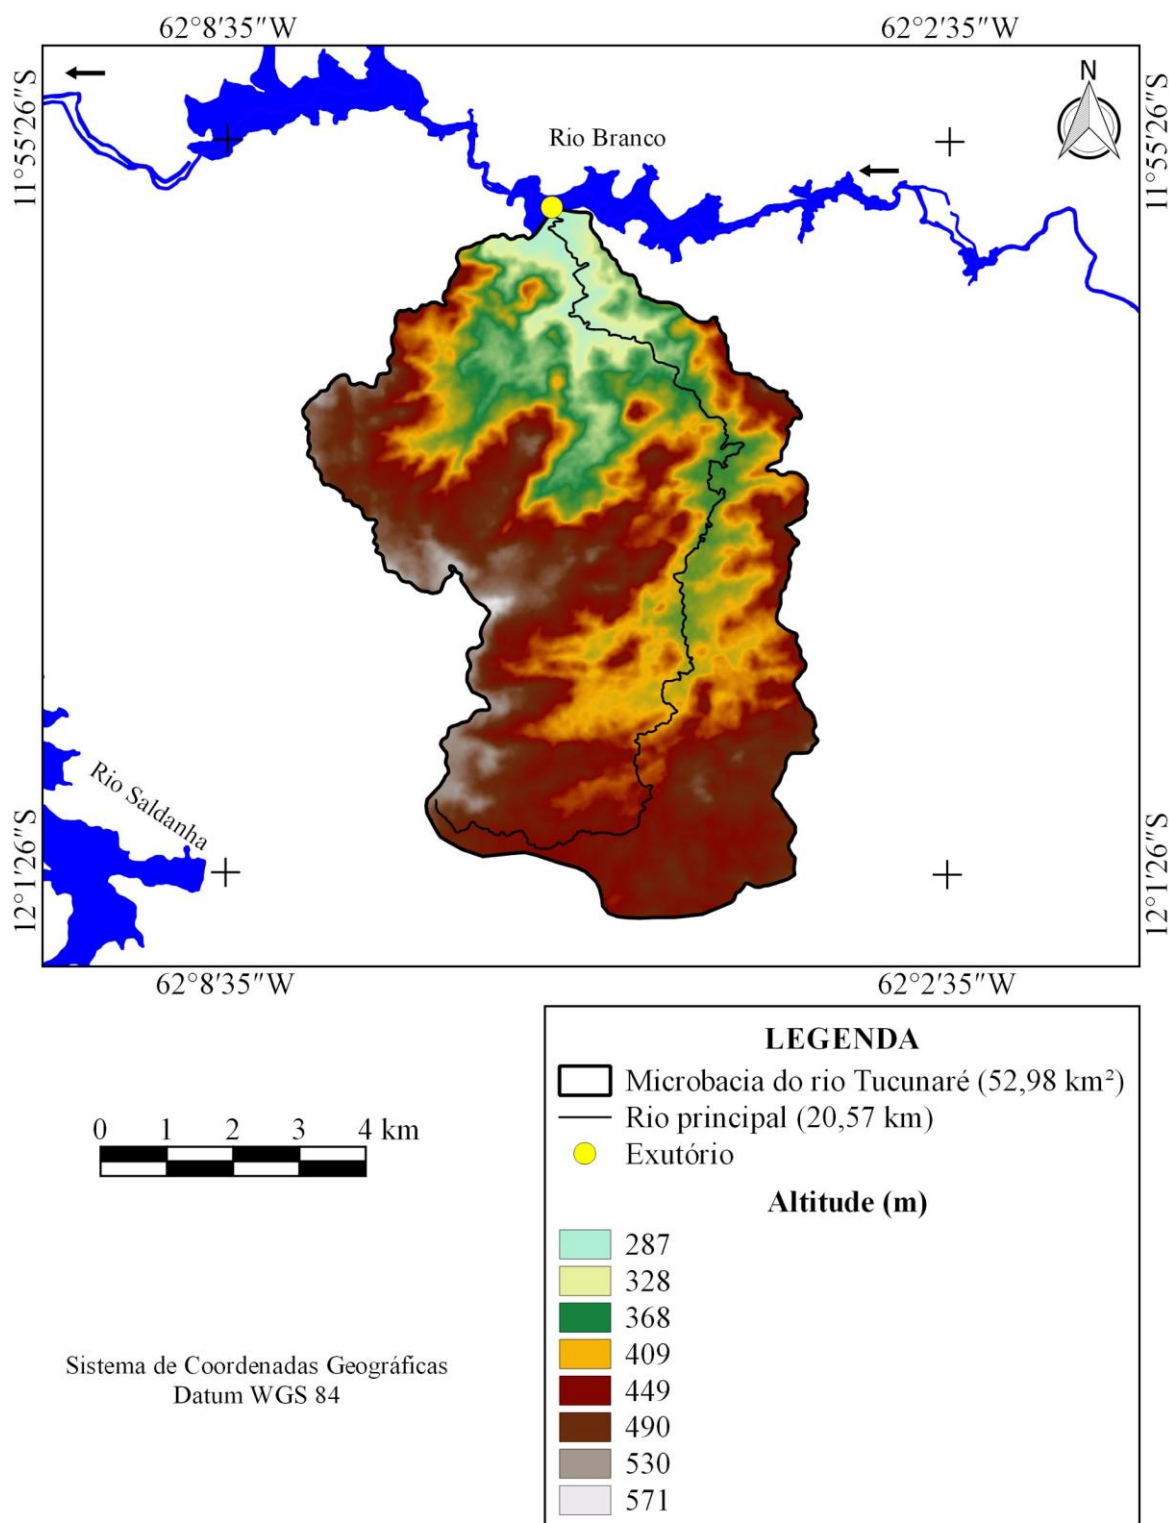 62°8'35"W
62°2'35"W
11°55'26"S
11°55'26"S
N
Rio Branco
Rio Saldanha
12°1'26"S
12°1'26"S
62°8'35"W
62°2'35"W
LEGENDA
Microbacia do rio Tucunaré (52,98 km²)
Rio principal (20,57 km)
Exutório
0 1 2 3 4 km
Altitude (m)
287
328
368
409
449
490
530
571
Sistema de Coordenadas Geográficas
Datum WGS 84